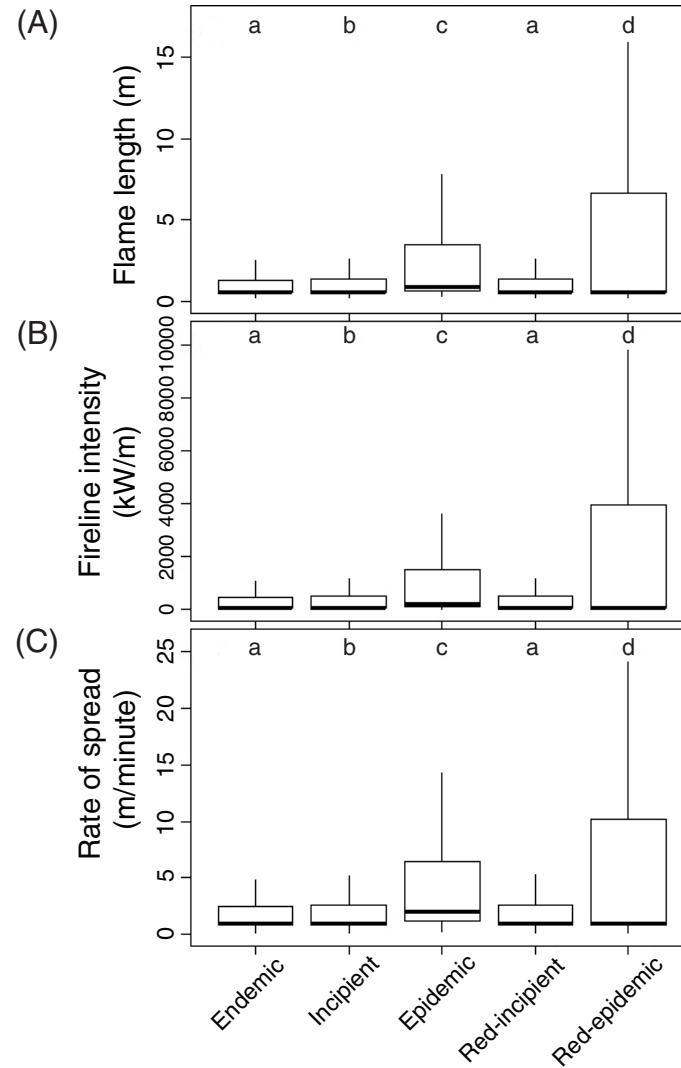 (A)
Flame length (m)
15
10
5
0
a b c a d
(B)
Fireline intensity
(kW/m)
10000
8000
6000
4000
2000
0
a b c a d
(C)
Rate of spread
(m/minute)
25
20
15
10
5
0
a b c a d
Endemic
Incipient
Epidemic
Red-incipient
Red-epidemic